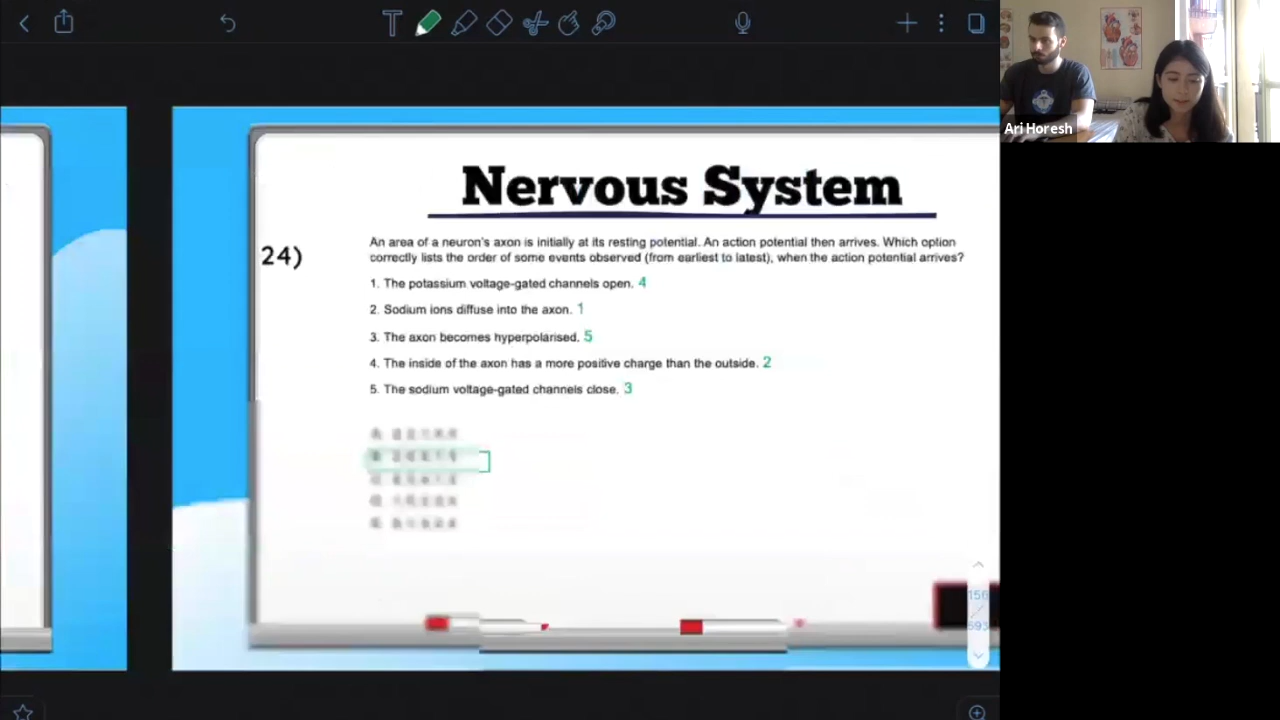 Ari Horesh
Nervous System
24)
An area of a neuron's axon is initially at its resting potential. An action potential then arrives. Which option
correctly lists the order of some events observed (from earliest to latest), when the action potential arrives?
1. The potassium voltage-gated channels open. 4
2. Sodium ions diffuse into the axon. 1
3. The axon becomes hyperpolarised. 5
4. The inside of the axon has a more positive charge than the outside. 2
5. The sodium voltage-gated channels close. 3
156
593